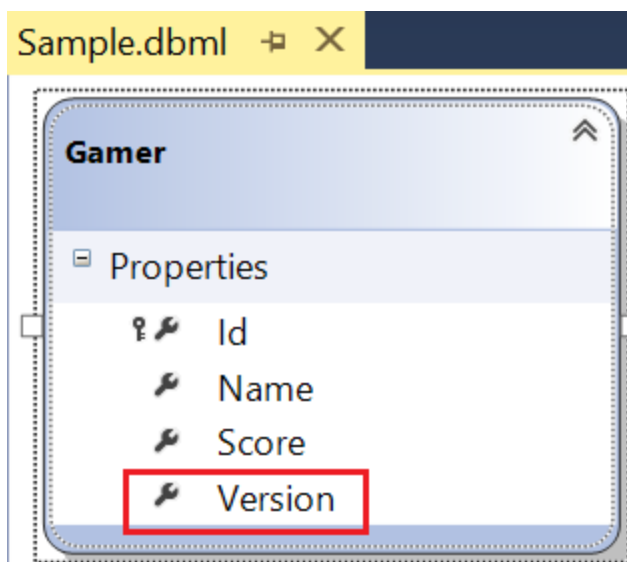 Sample.dbml
Gamer
Properties
Id
Name
Score
Version